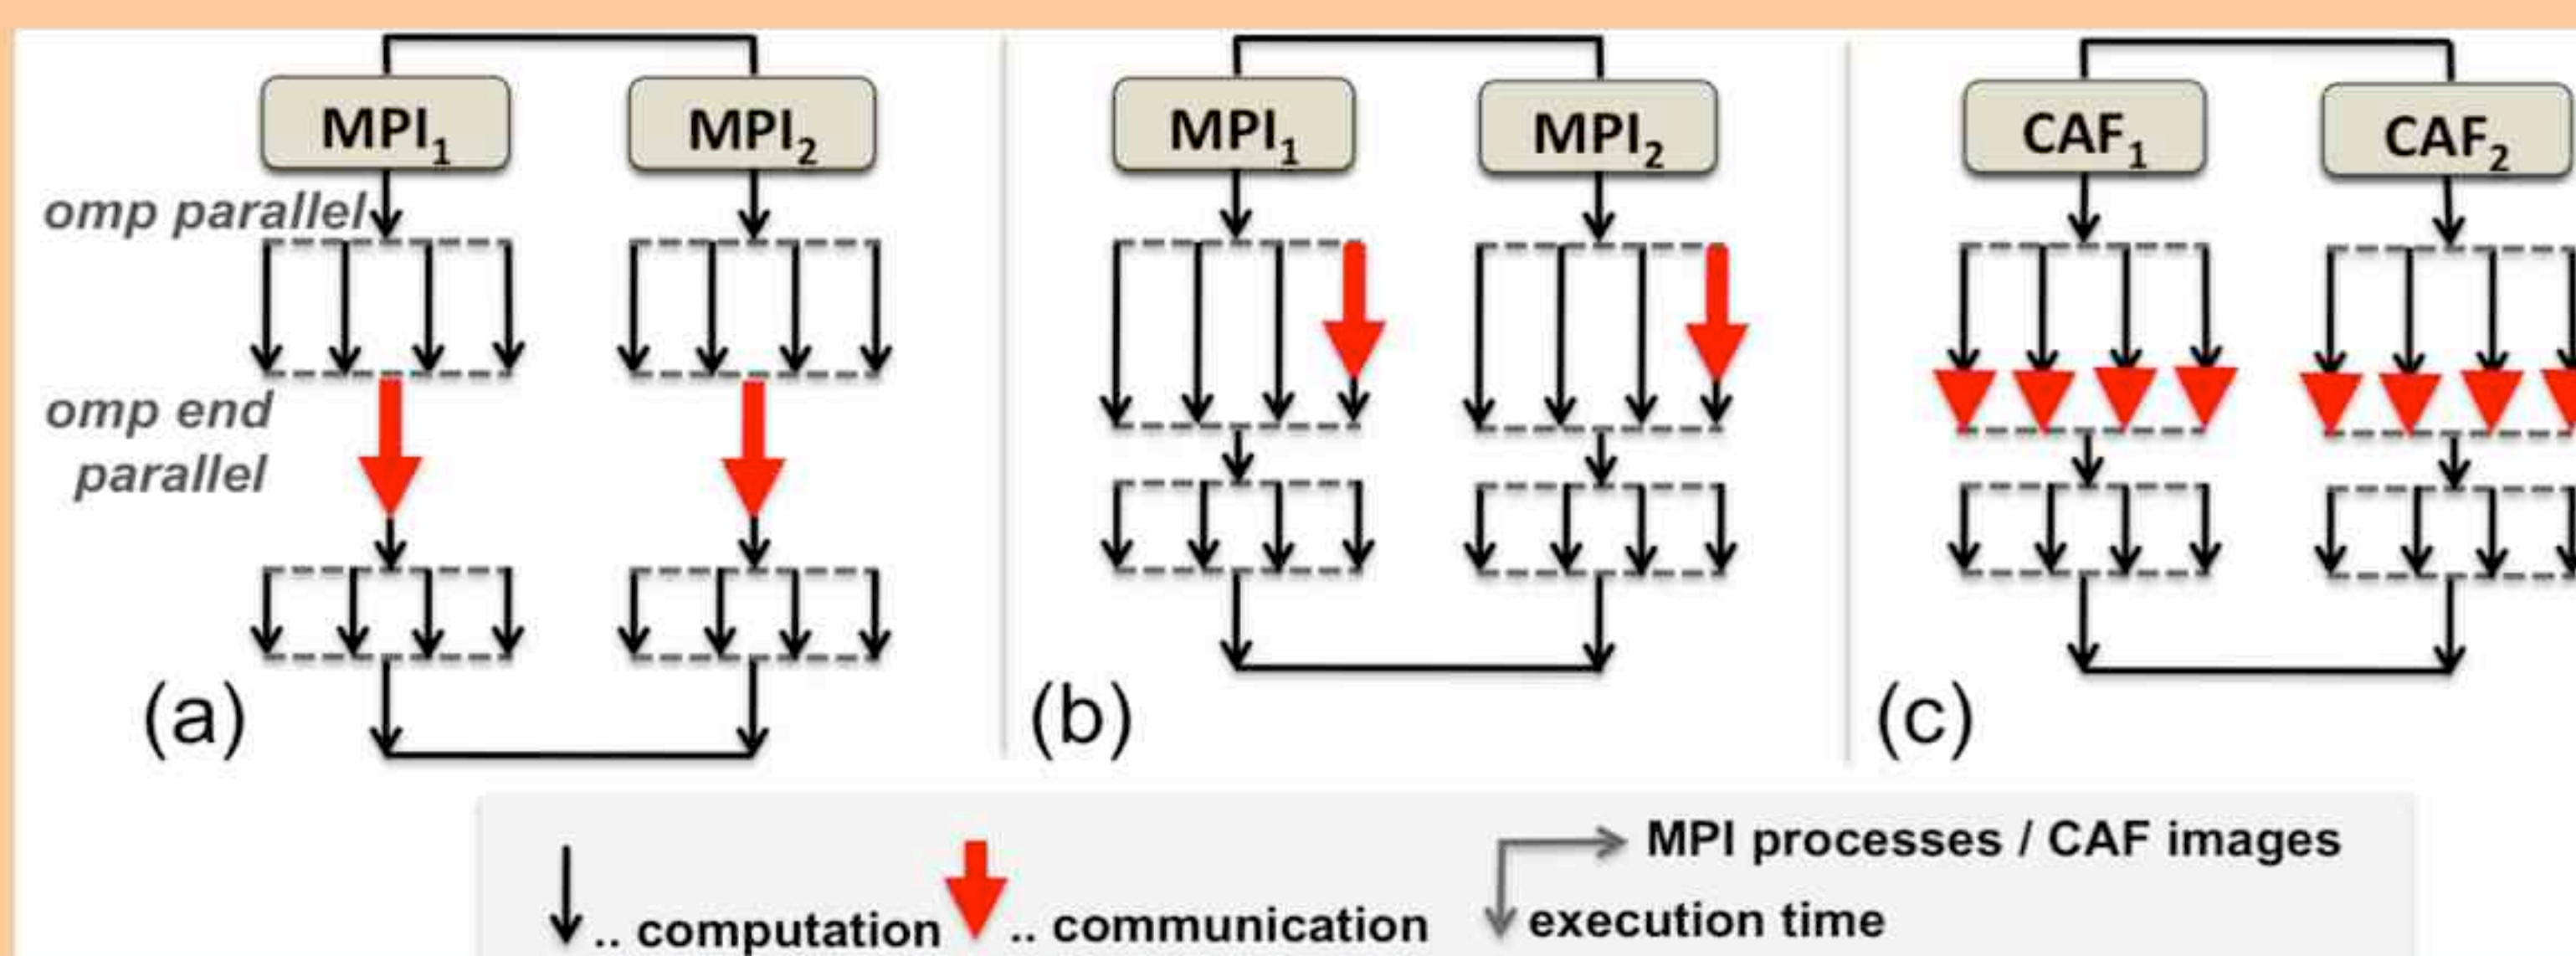 MPI₁ MPI₂ MPI₁ MPI₂ CAF₁ CAF₂
omp parallel
omp end
parallel
(a) (b) (c)
MPI processes / CAF images
.. computation .. communication execution time